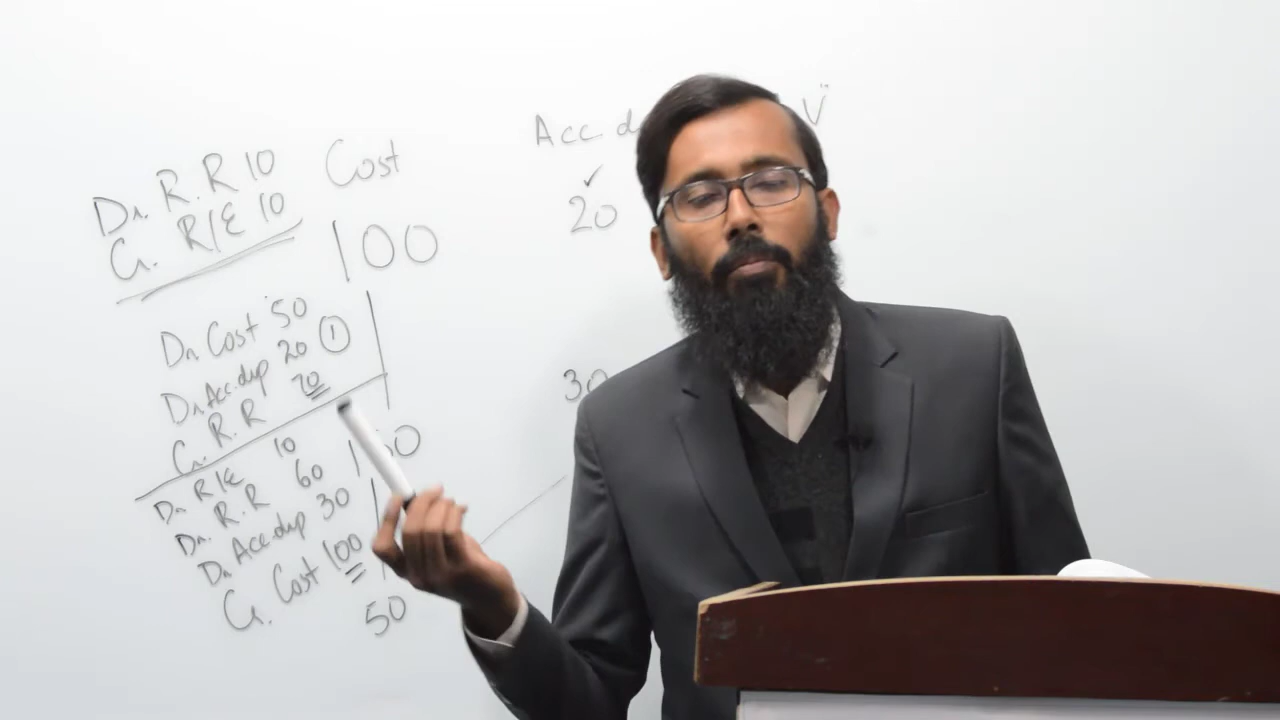 Dr. R.R 10
Cr. R/E 10
Cost
100
Acc. d
✓
20
V
Dr. Cost 50
Dr. Acc.dep 20 ①
Cr. R.R 70
30
Dr. R/E 10
Dr. R.R 60
Dr. Acc.dep 30
Cr. Cost 100
50